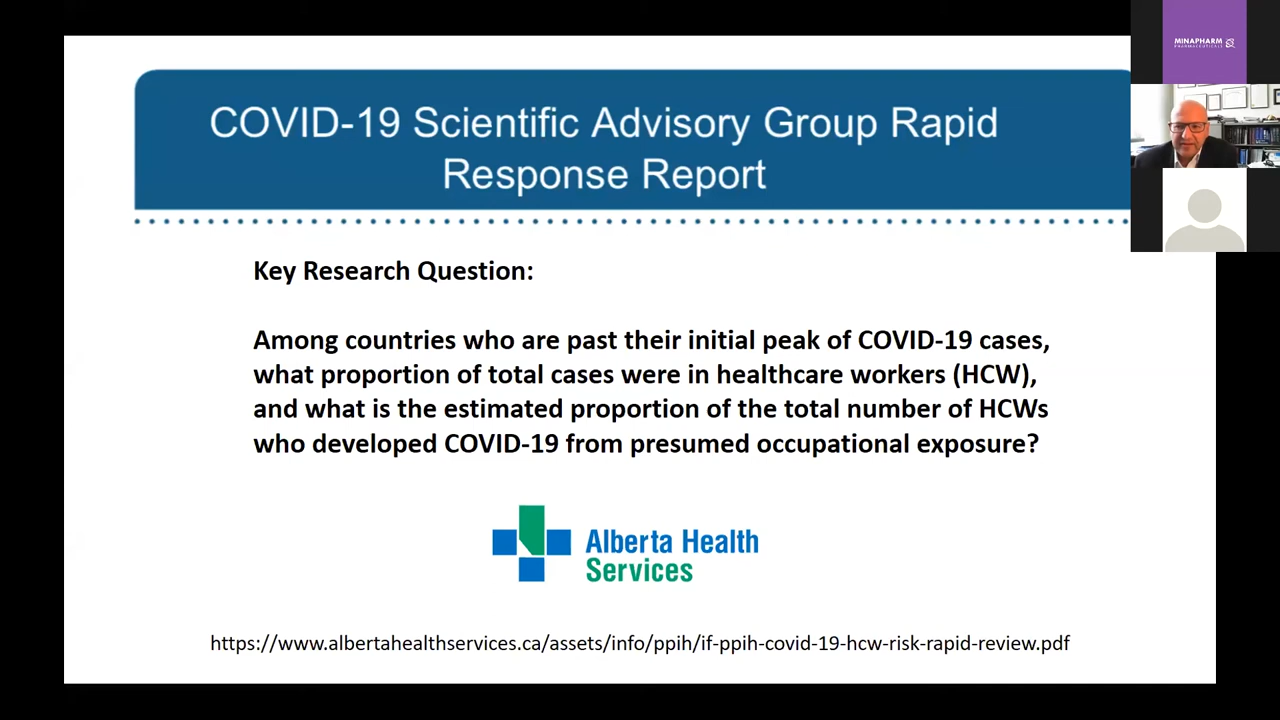 COVID-19 Scientific Advisory Group Rapid
Response Report
Key Research Question:
Among countries who are past their initial peak of COVID-19 cases,
what proportion of total cases were in healthcare workers (HCW),
and what is the estimated proportion of the total number of HCWs
who developed COVID-19 from presumed occupational exposure?
Alberta Health
Services
https://www.albertahealthservices.ca/assets/info/ppih/if-ppih-covid-19-hcw-risk-rapid-review.pdf
MINAPHARM
PHARMACEUTICALS